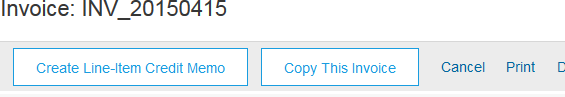 Invoice: INV_20150415
Create Line-Item Credit Memo Copy This Invoice Cancel Print